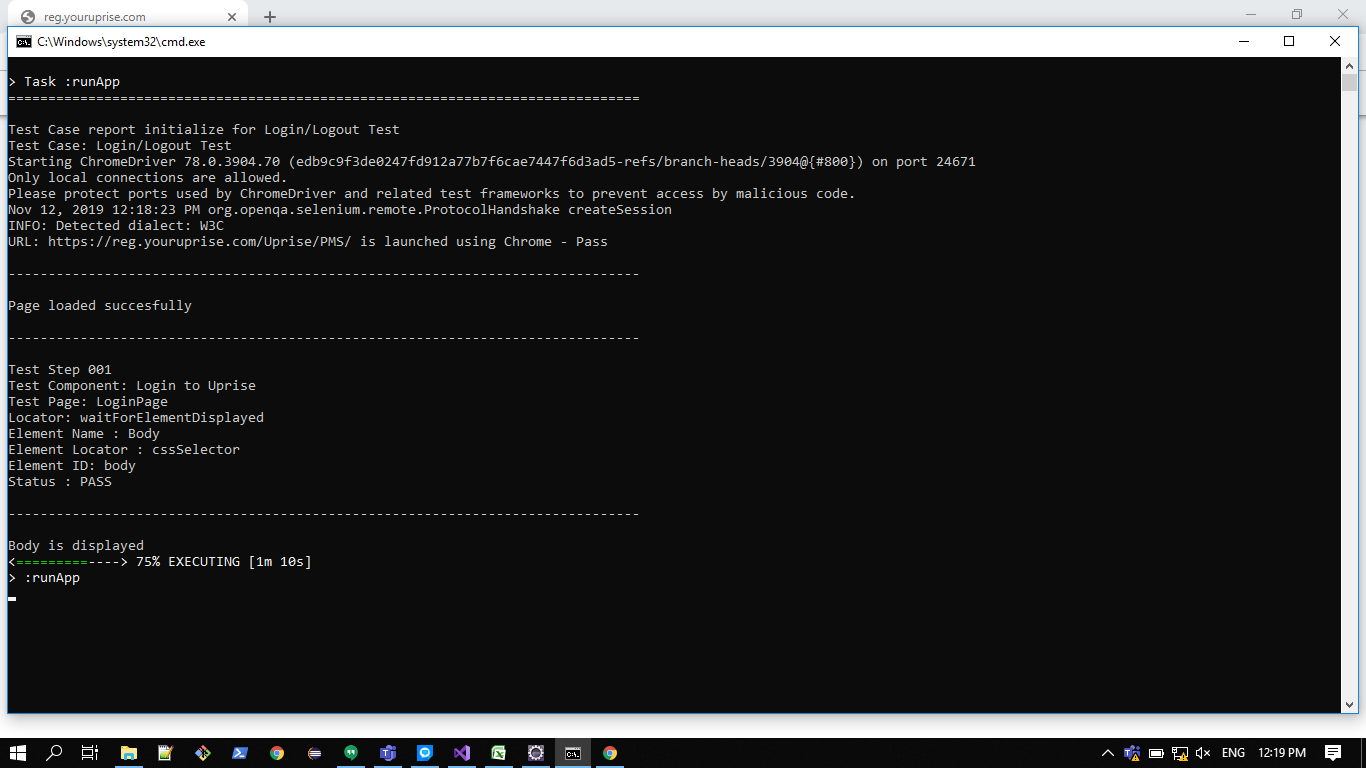 reg.youruprise.com
C:\Windows\system32\cmd.exe
> Task :runApp
===============================================================================
Test Case report initialize for Login/Logout Test
Test Case: Login/Logout Test
Starting ChromeDriver 78.0.3904.70 (edb9c9f3de0247fd912a77b7f6cae7447f6d3ad5-refs/branch-heads/3904@{#800}) on port 24671
Only local connections are allowed.
Please protect ports used by ChromeDriver and related test frameworks to prevent access by malicious code.
Nov 12, 2019 12:18:23 PM org.openqa.selenium.remote.ProtocolHandshake createSession
INFO: Detected dialect: W3C
URL: https://reg.youruprise.com/Uprise/PMS/ is launched using Chrome - Pass
-------------------------------------------------------------------------------
Page loaded succesfully
-------------------------------------------------------------------------------
Test Step 001
Test Component: Login to Uprise
Test Page: LoginPage
Locator: waitForElementDisplayed
Element Name : Body
Element Locator : cssSelector
Element ID: body
Status : PASS
-------------------------------------------------------------------------------
Body is displayed
<=========----> 75% EXECUTING [1m 10s]
> :runApp
ENG 12:19 PM